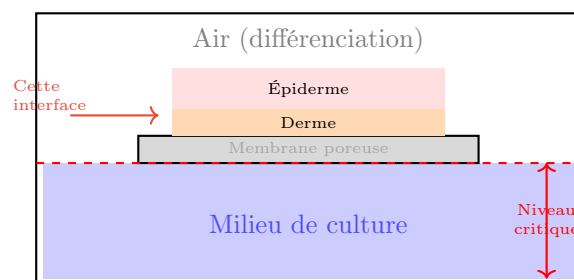 Air (différenciation)
Cette
interface
Épiderme
Derme
Membrane poreuse
Milieu de culture
Niveau
critique